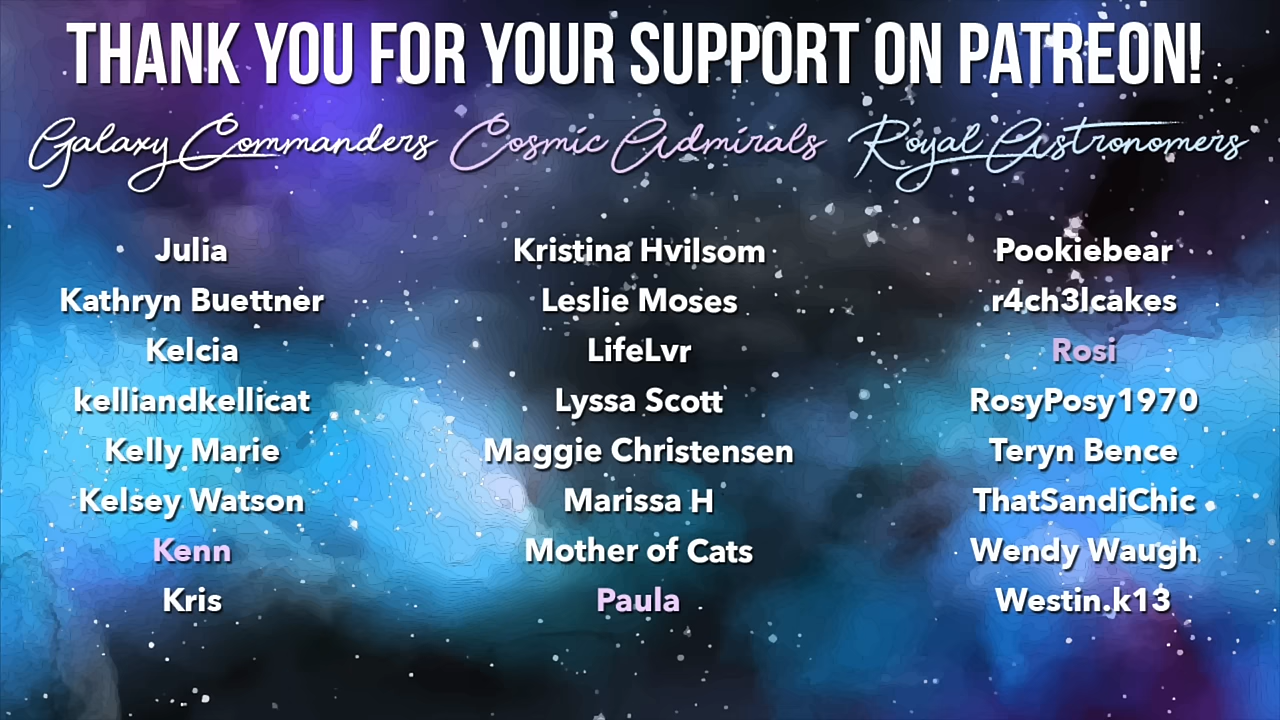 THANK YOU FOR YOUR SUPPORT ON PATREON!
Galaxy Commanders
Cosmic Admirals
Royal Astronomers
Julia
Kathryn Buettner
Kelcia
kelliandkellicat
Kelly Marie
Kelsey Watson
Kenn
Kris
Kristina Hvilsom
Leslie Moses
LifeLvr
Lyssa Scott
Maggie Christensen
Marissa H
Mother of Cats
Paula
Pookiebear
r4ch3lcakes
Rosi
RosyPosy1970
Teryn Bence
ThatSandiChic
Wendy Waugh
Westin.k13